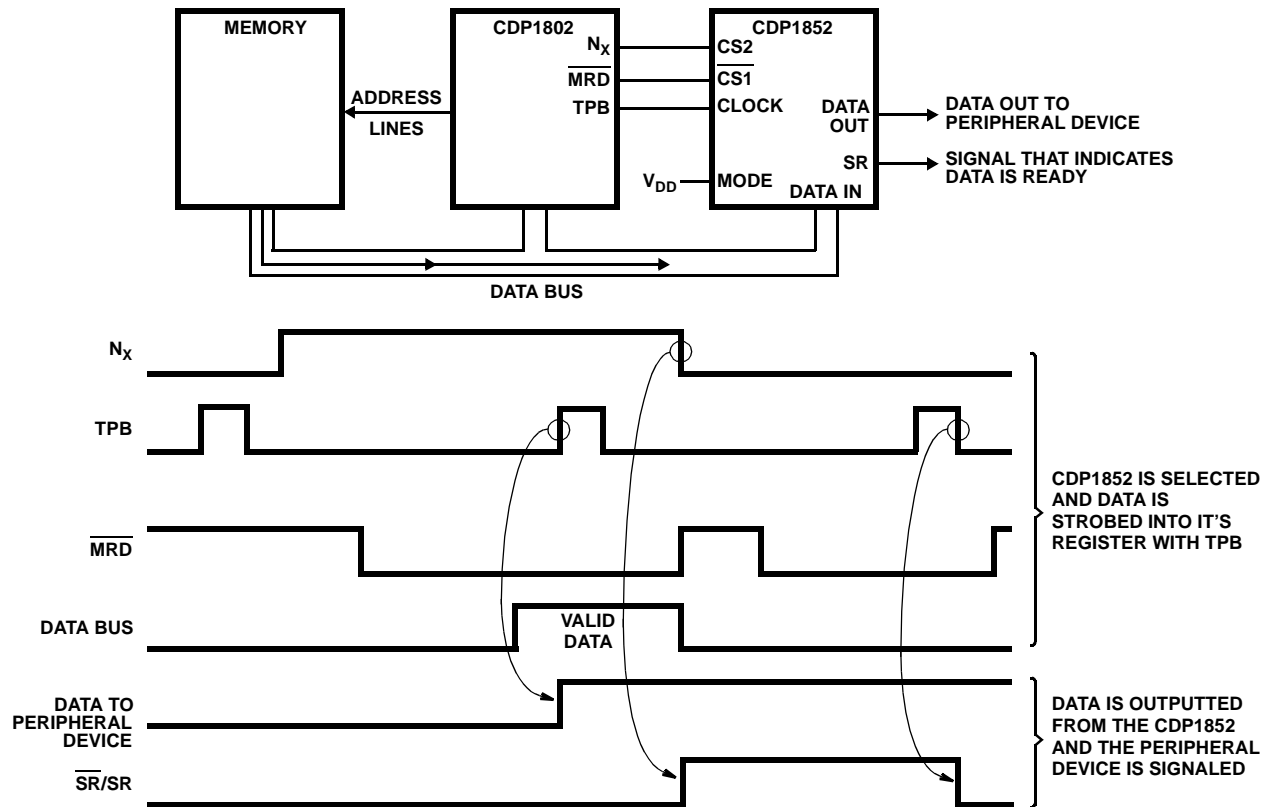 MEMORY
CDP1802
CDP1852
NX
CS2
MRD
CS1
TPB
CLOCK
ADDRESS
LINES
DATA
OUT
DATA OUT TO
PERIPHERAL DEVICE
SR
SIGNAL THAT INDICATES
DATA IS READY
VDD
MODE
DATA IN
DATA BUS
NX
TPB
MRD
DATA BUS
VALID
DATA
CDP1852 IS SELECTED
AND DATA IS
STROBED INTO IT'S
REGISTER WITH TPB
DATA TO
PERIPHERAL
DEVICE
SR/SR
DATA IS OUTPUTTED
FROM THE CDP1852
AND THE PERIPHERAL
DEVICE IS SIGNALED